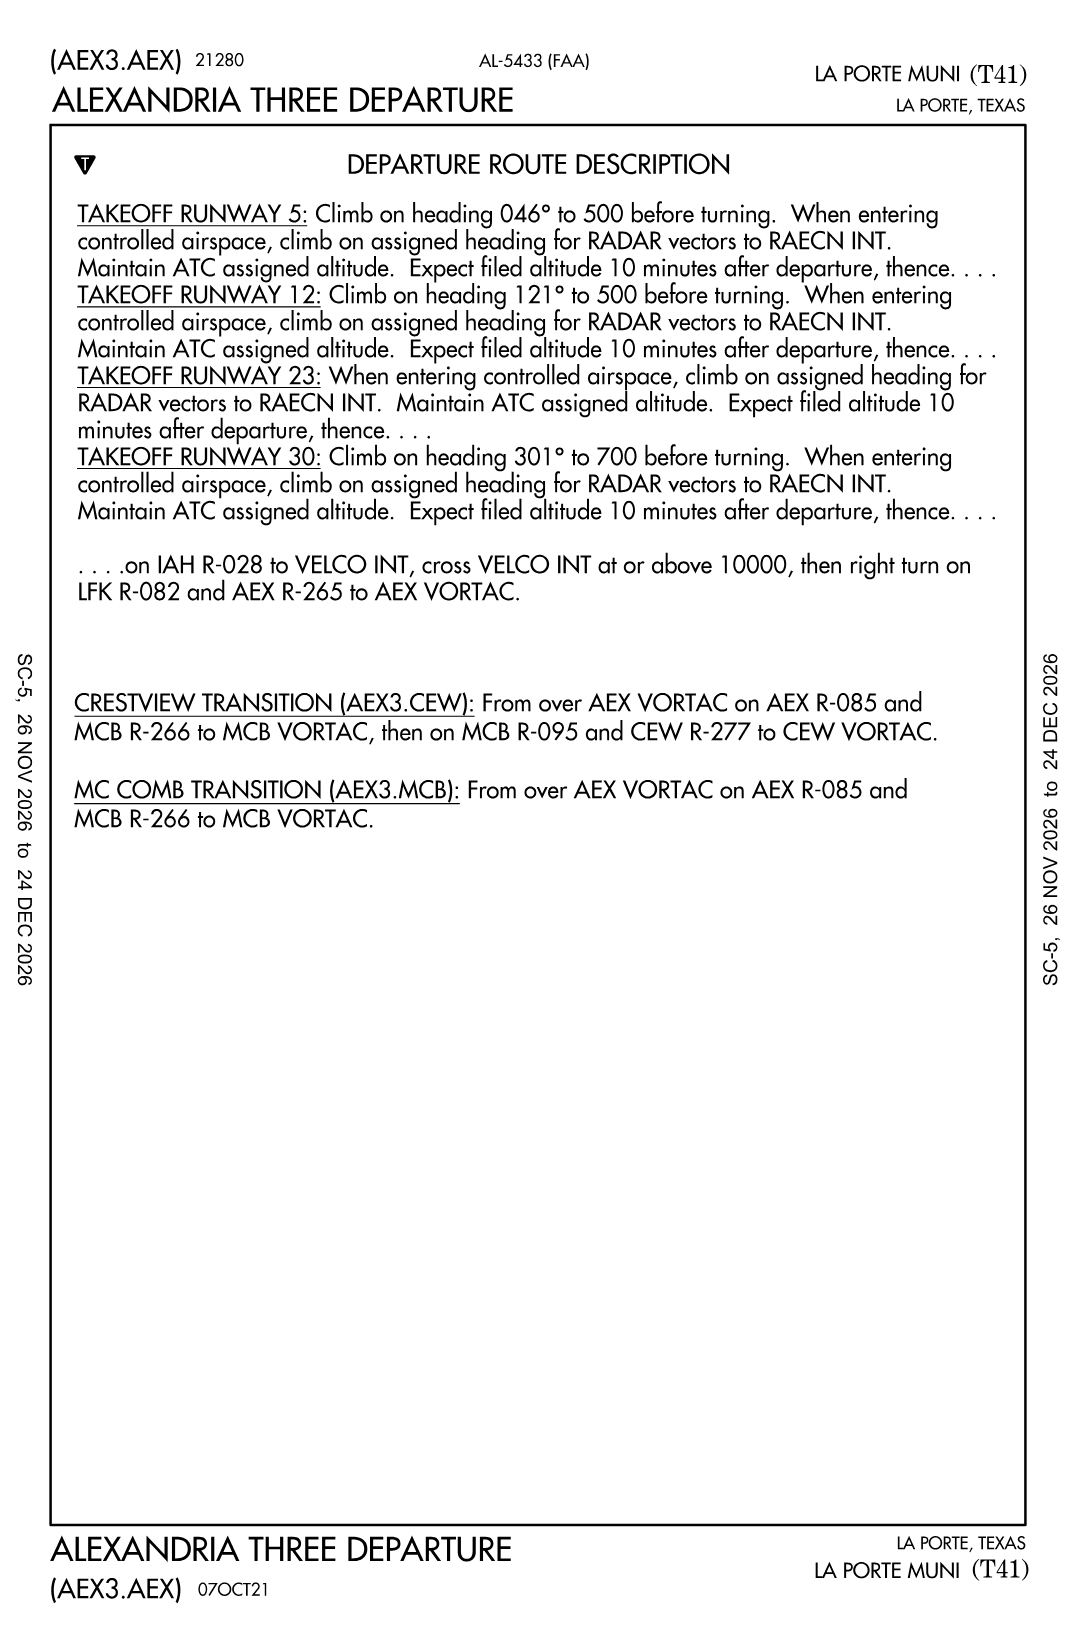 (AEX3.AEX) 21280
AL-5433 (FAA)
LA PORTE MUNI (T41)
ALEXANDRIA THREE DEPARTURE
LA PORTE, TEXAS
T
DEPARTURE ROUTE DESCRIPTION
TAKEOFF RUNWAY 5: Climb on heading 046° to 500 before turning. When entering
controlled airspace, climb on assigned heading for RADAR vectors to RAECN INT.
Maintain ATC assigned altitude. Expect filed altitude 10 minutes after departure, thence. . . .
TAKEOFF RUNWAY 12: Climb on heading 121° to 500 before turning. When entering
controlled airspace, climb on assigned heading for RADAR vectors to RAECN INT.
Maintain ATC assigned altitude. Expect filed altitude 10 minutes after departure, thence. . . .
TAKEOFF RUNWAY 23: When entering controlled airspace, climb on assigned heading for
RADAR vectors to RAECN INT. Maintain ATC assigned altitude. Expect filed altitude 10
minutes after departure, thence. . . .
TAKEOFF RUNWAY 30: Climb on heading 301° to 700 before turning. When entering
controlled airspace, climb on assigned heading for RADAR vectors to RAECN INT.
Maintain ATC assigned altitude. Expect filed altitude 10 minutes after departure, thence. . . .
. . . .on IAH R-028 to VELCO INT, cross VELCO INT at or above 10000, then right turn on
LFK R-082 and AEX R-265 to AEX VORTAC.
CRESTVIEW TRANSITION (AEX3.CEW): From over AEX VORTAC on AEX R-085 and
MCB R-266 to MCB VORTAC, then on MCB R-095 and CEW R-277 to CEW VORTAC.
MC COMB TRANSITION (AEX3.MCB): From over AEX VORTAC on AEX R-085 and
MCB R-266 to MCB VORTAC.
SC-5, 26 NOV 2026 to 24 DEC 2026
SC-5, 26 NOV 2026 to 24 DEC 2026
ALEXANDRIA THREE DEPARTURE
LA PORTE, TEXAS
LA PORTE MUNI (T41)
(AEX3.AEX) 07OCT21